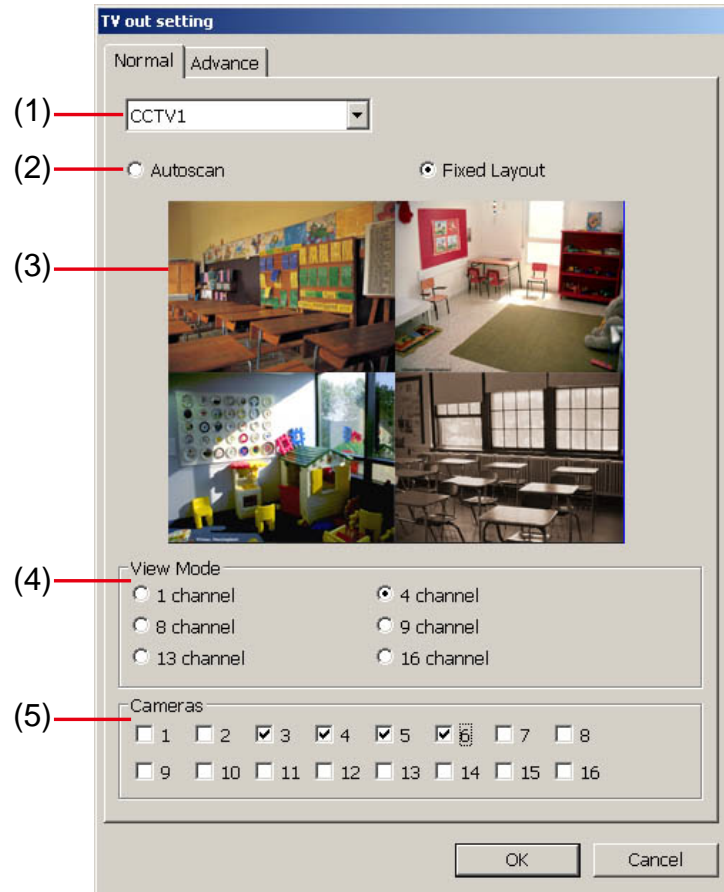 TV out setting
Normal Advance
(1) CCTV1
(2) Autoscan Fixed Layout
(3)
(4) View Mode
1 channel 4 channel
8 channel 9 channel
13 channel 16 channel
(5) Cameras
1 2 3 4 5 6 7 8
9 10 11 12 13 14 15 16
OK Cancel